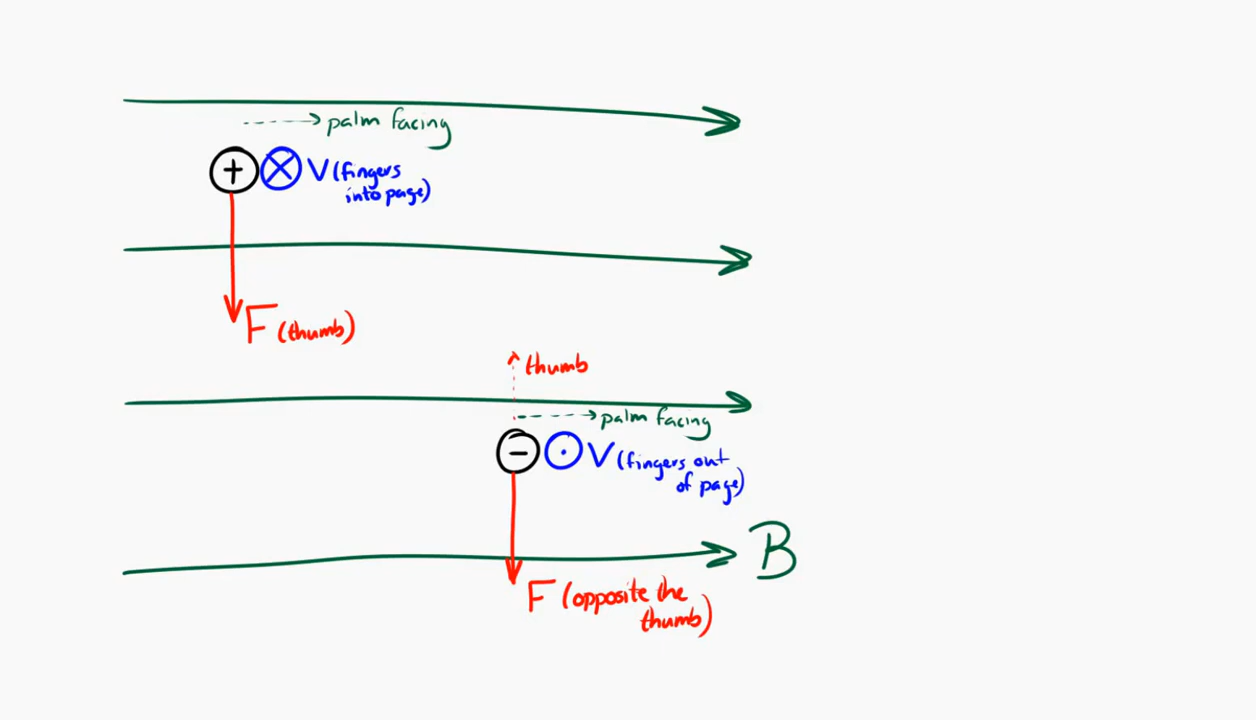 palm facing
+ V (fingers
into page)
F (thumb)
thumb
palm facing
- V (fingers out
of page)
B
F (opposite the
thumb)